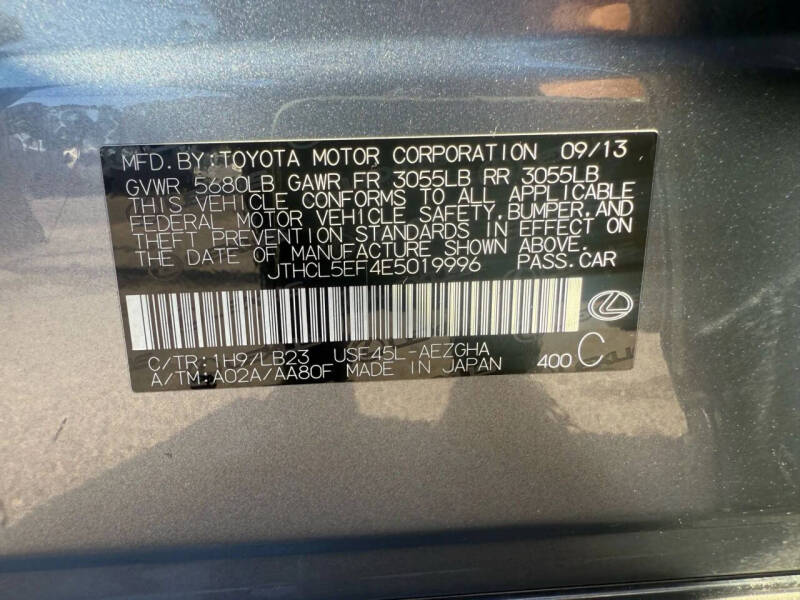 MFD. BY: TOYOTA MOTOR CORPORATION 09/13
GVWR 5680LB GAWR FR 3055LB RR 3055LB
THIS VEHICLE CONFORMS TO ALL APPLICABLE
FEDERAL MOTOR VEHICLE SAFETY, BUMPER, AND
THEFT PREVENTION STANDARDS IN EFFECT ON
THE DATE OF MANUFACTURE SHOWN ABOVE.
JTHCL5EF4E5019996 PASS. CAR
C/TR: 1H9/LB23 USF45L-AEZGHA
A/TM: A02A/AA80F MADE IN JAPAN 400 C